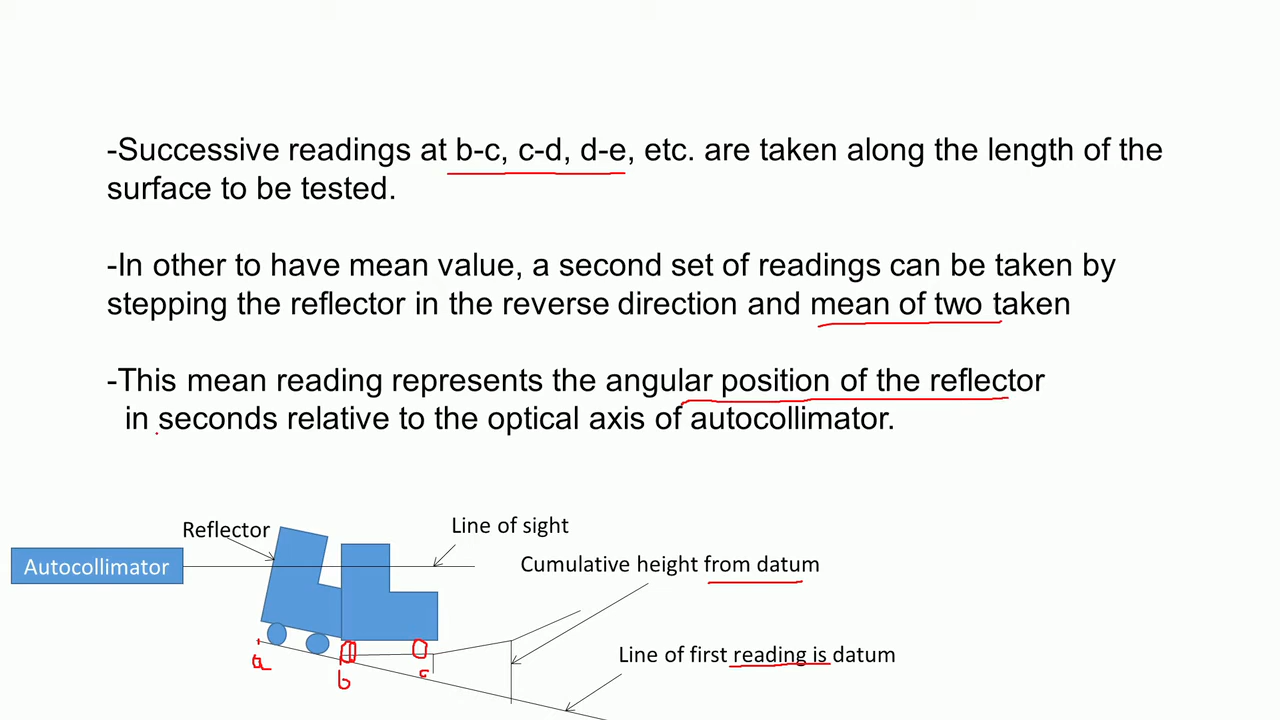 -Successive readings at b-c, c-d, d-e, etc. are taken along the length of the
surface to be tested.
-In other to have mean value, a second set of readings can be taken by
stepping the reflector in the reverse direction and mean of two taken
-This mean reading represents the angular position of the reflector
in seconds relative to the optical axis of autocollimator.
Reflector
Line of sight
Autocollimator
Cumulative height from datum
Line of first reading is datum
a
b
c